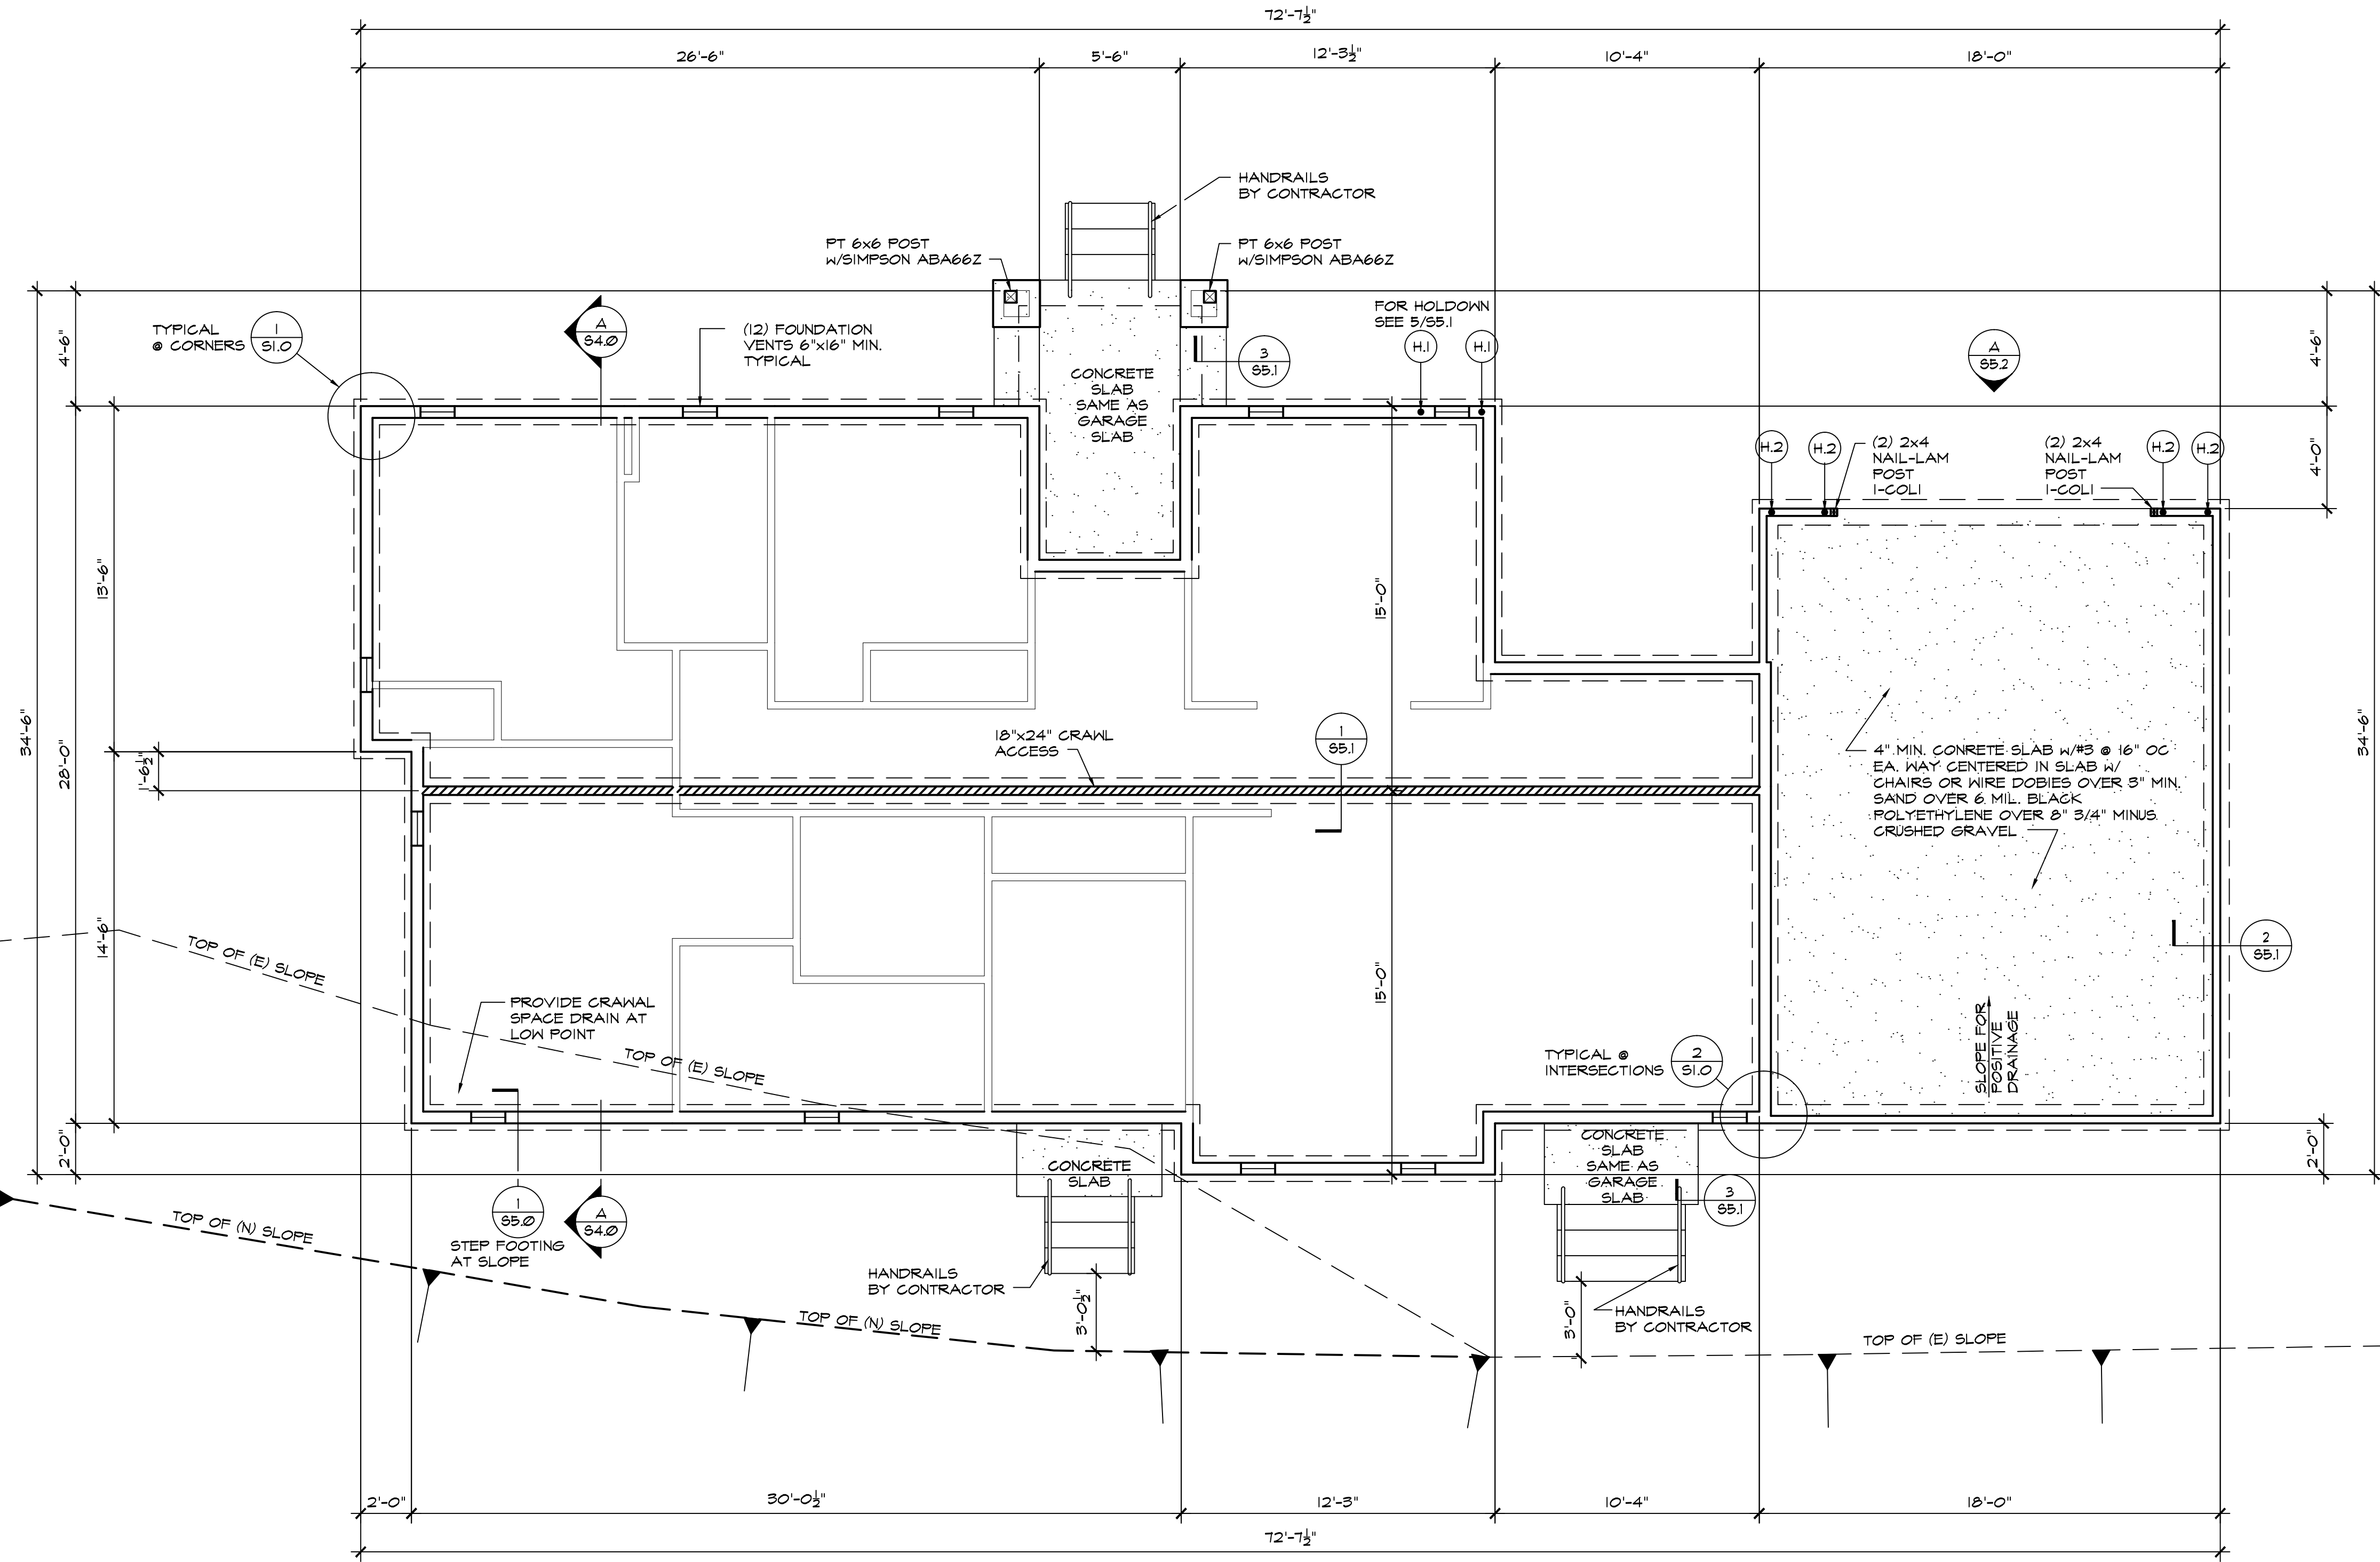 72'-7½"
26'-6"
5'-6"
12'-3½"
10'-4"
18'-0"
HANDRAILS
BY CONTRACTOR
PT 6x6 POST
W/SIMPSON ABA66Z
PT 6x6 POST
W/SIMPSON ABA66Z
FOR HOLDOWN
SEE 5/S5.1
H.1
H.1
TYPICAL
@ CORNERS
1
S1.0
A
S4.0
(12) FOUNDATION
VENTS 6"x16" MIN.
TYPICAL
3
S5.1
A
S5.2
4'-6"
4'-6"
CONCRETE
SLAB
SAME AS
GARAGE
SLAB
H.2
H.2
(2) 2x4
NAIL-LAM
POST
1-COL1
(2) 2x4
NAIL-LAM
POST
1-COL1
H.2
H.2
4'-0"
13'-6"
15'-0"
34'-6"
28'-0"
1'-6½"
18"x24" CRAWL
ACCESS
1
S5.1
4" MIN. CONRETE SLAB W/#3 @ 16" OC
EA. WAY CENTERED IN SLAB W/
CHAIRS OR WIRE DOBIES OVER 3" MIN.
SAND OVER 6 MIL. BLACK
POLYETHYLENE OVER 8" 3/4" MINUS
CRUSHED GRAVEL
34'-6"
14'-6"
TOP OF (E) SLOPE
2
S5.1
15'-0"
PROVIDE CRAWAL
SPACE DRAIN AT
LOW POINT
TOP OF (E) SLOPE
TYPICAL @
INTERSECTIONS
2
S1.0
SLOPE FOR
POSITIVE
DRAINAGE
2'-0"
2'-0"
CONCRETE
SLAB
CONCRETE
SLAB
SAME AS
GARAGE
SLAB
3
S5.1
1
S5.0
A
S4.0
STEP FOOTING
AT SLOPE
TOP OF (N) SLOPE
HANDRAILS
BY CONTRACTOR
3'-0½"
TOP OF (N) SLOPE
3'-0"
HANDRAILS
BY CONTRACTOR
TOP OF (E) SLOPE
2'-0"
30'-0½"
12'-3"
10'-4"
18'-0"
72'-7½"